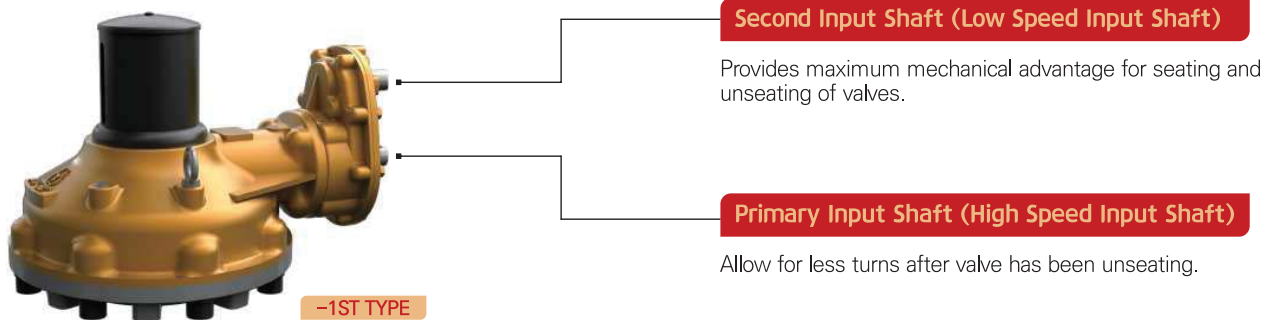 Second Input Shaft (Low Speed Input Shaft)
Provides maximum mechanical advantage for seating and
unseating of valves.
Primary Input Shaft (High Speed Input Shaft)
Allow for less turns after valve has been unseating.
-1ST TYPE